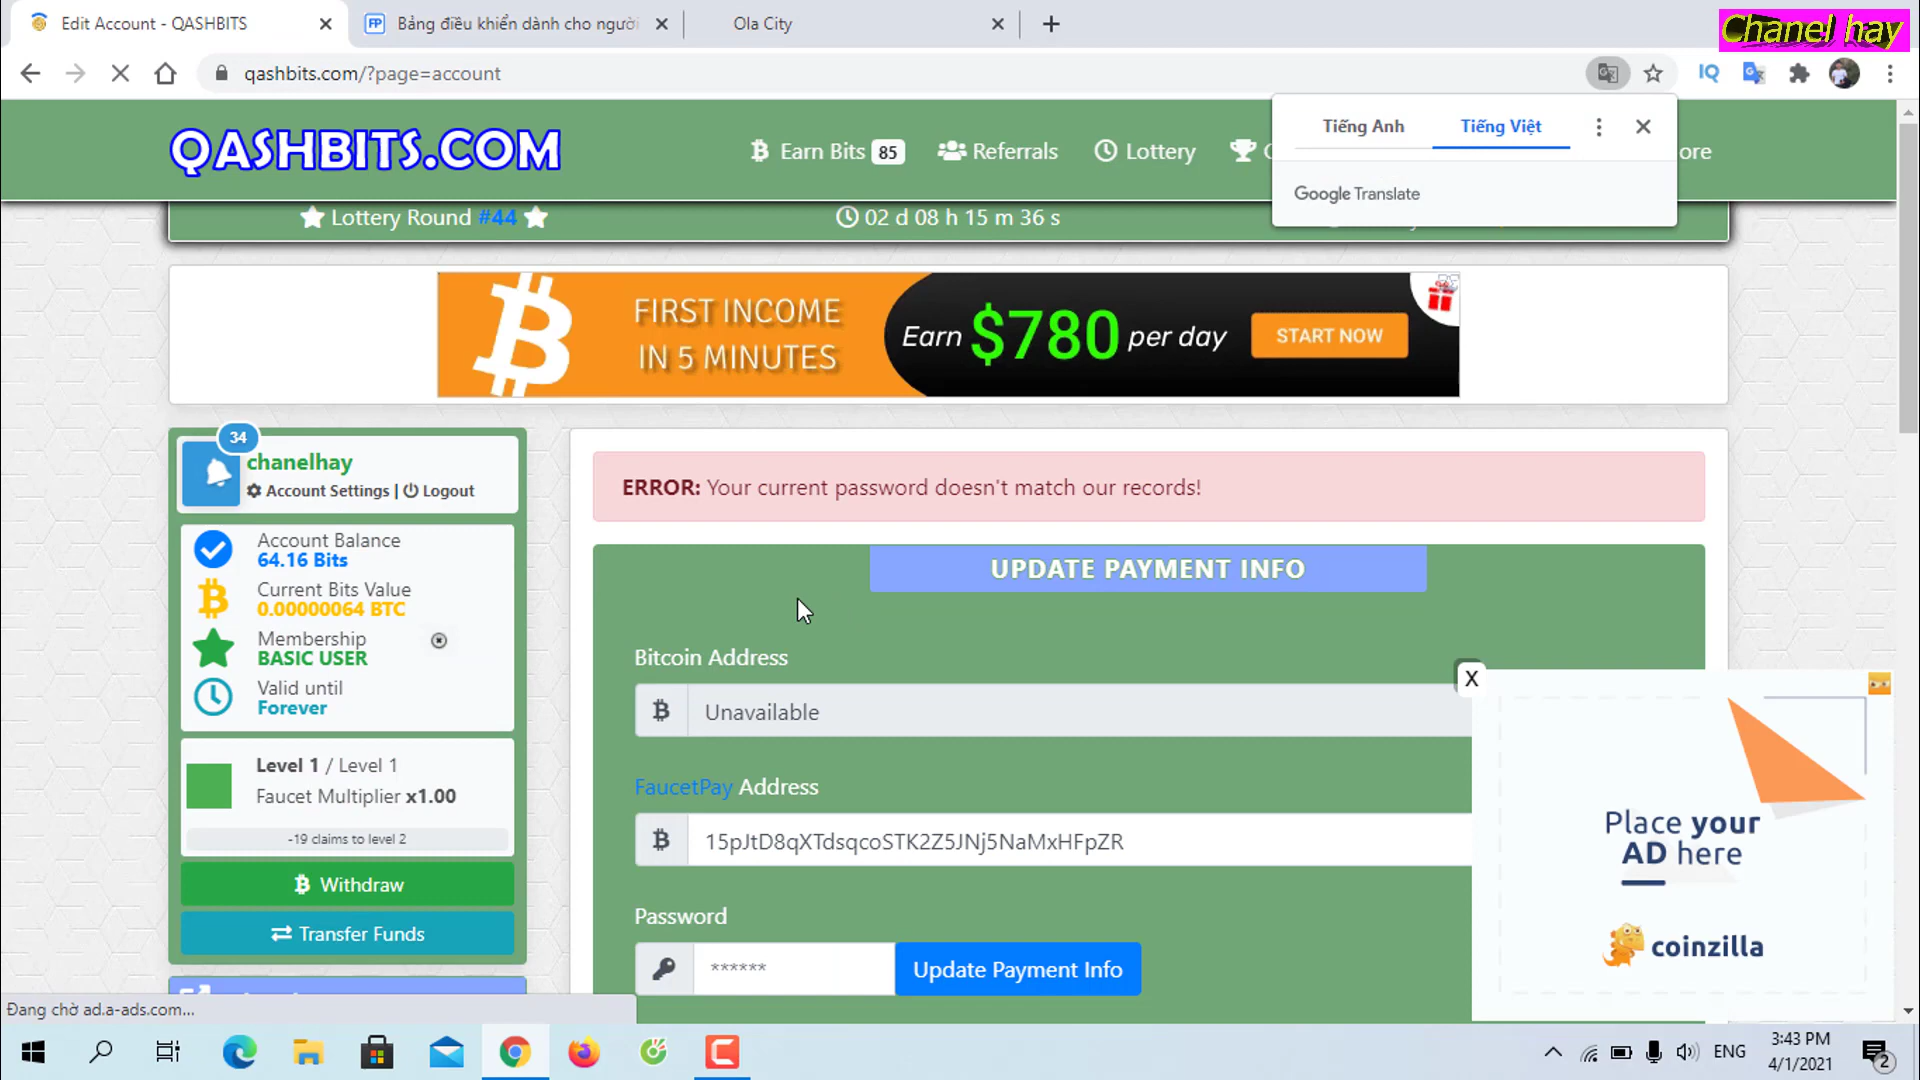 Edit Account - QASHBITS
Bảng điều khiển dành cho người
Ola City
Chanel hay
qashbits.com/?page=account
IQ
Tiếng Anh
Tiếng Việt
Google Translate
QASHBITS.COM
Earn Bits 85
Referrals
Lottery
ore
Lottery Round #44
02 d 08 h 15 m 36 s
FIRST INCOME
IN 5 MINUTES
Earn $780 per day
START NOW
34
chanelhay
Account Settings | Logout
Account Balance
64.16 Bits
Current Bits Value
0.00000064 BTC
Membership
BASIC USER
Valid until
Forever
Level 1 / Level 1
Faucet Multiplier x1.00
-19 claims to level 2
Withdraw
Transfer Funds
ERROR: Your current password doesn't match our records!
UPDATE PAYMENT INFO
Bitcoin Address
Unavailable
FaucetPay Address
15pJtD8qXTdsqcoSTK2Z5JNj5NaMxHFpZR
Password
******
Update Payment Info
X
Place your
AD here
coinzilla
Đang chờ ad.a-ads.com...
ENG
3:43 PM
4/1/2021
2